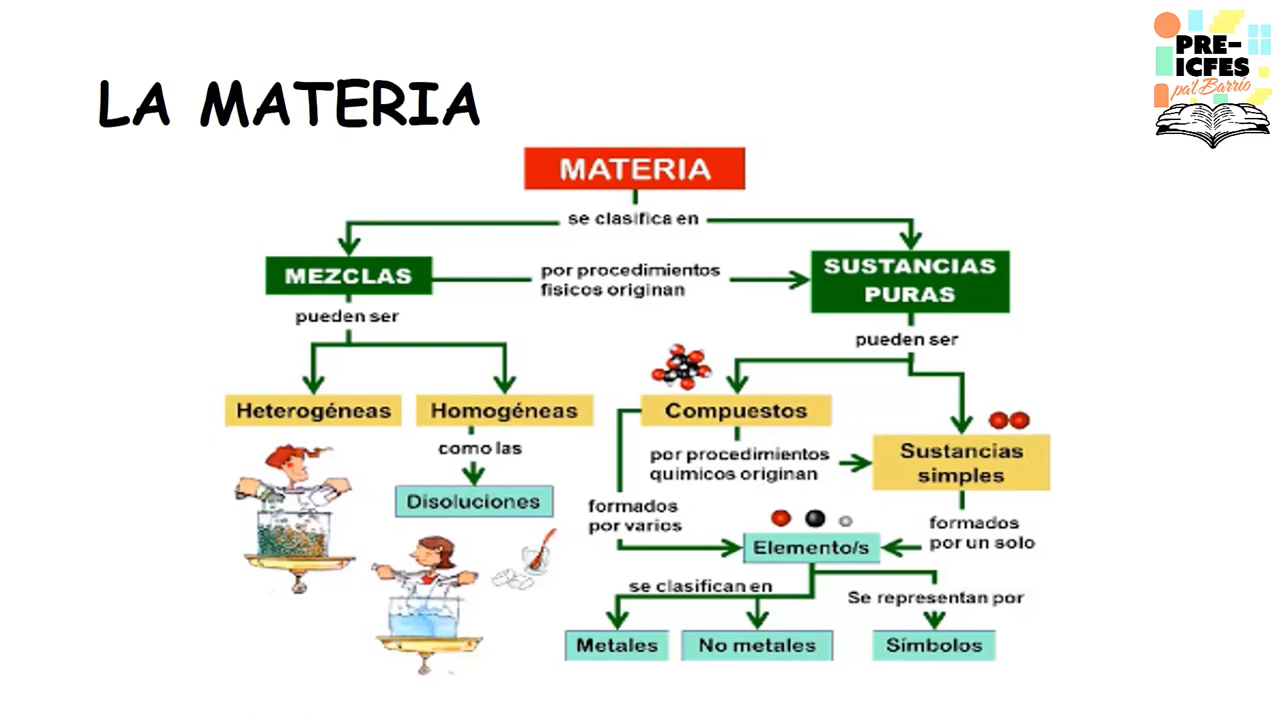 PRE-
ICFES
pa'l Barrio
LA MATERIA
MATERIA
se clasifica en
MEZCLAS
por procedimientos
físicos originan
SUSTANCIAS
PURAS
pueden ser
pueden ser
Heterogéneas
Homogéneas
Compuestos
como las
por procedimientos
químicos originan
Sustancias
simples
Disoluciones
formados
por varios
formados
por un solo
Elemento/s
se clasifican en
Se representan por
Metales
No metales
Símbolos